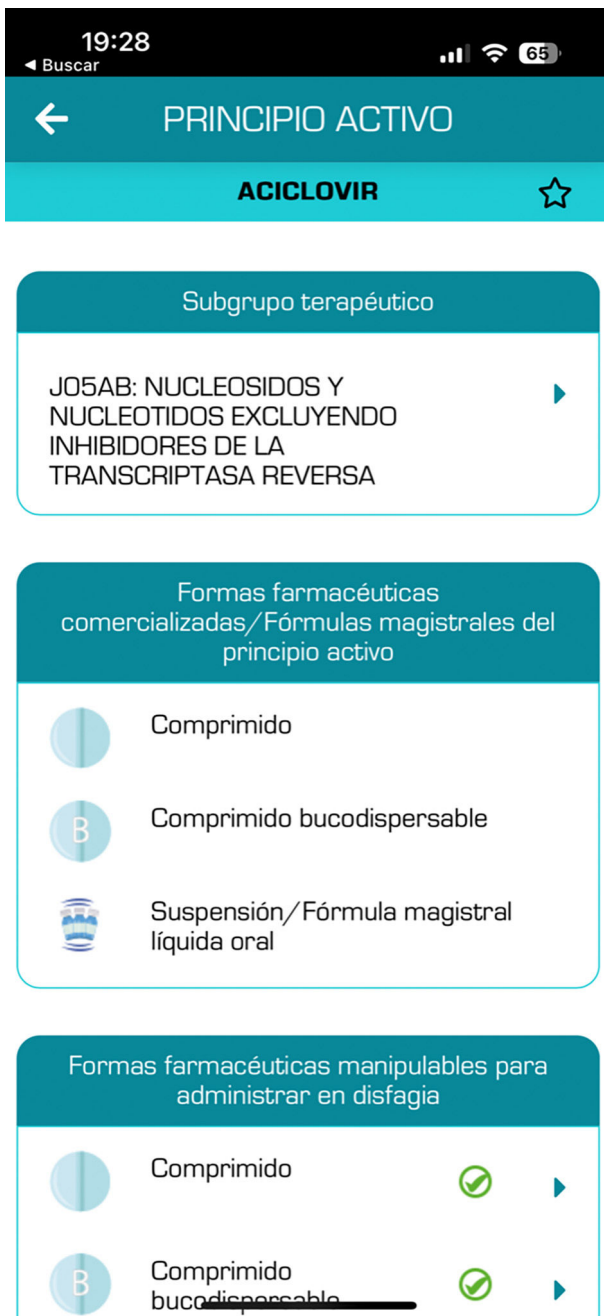 19:28
◀ Buscar
65
PRINCIPIO ACTIVO
ACICLOVIR
Subgrupo terapéutico
J05AB: NUCLEOSIDOS Y
NUCLEOTIDOS EXCLUYENDO
INHIBIDORES DE LA
TRANSCRIPTASA REVERSA
Formas farmacéuticas
comercializadas/Fórmulas magistrales del
principio activo
Comprimido
B
Comprimido bucodispersable
Suspensión/Fórmula magistral
líquida oral
Formas farmacéuticas manipulables para
administrar en disfagia
Comprimido
B
Comprimido
bucodispersable